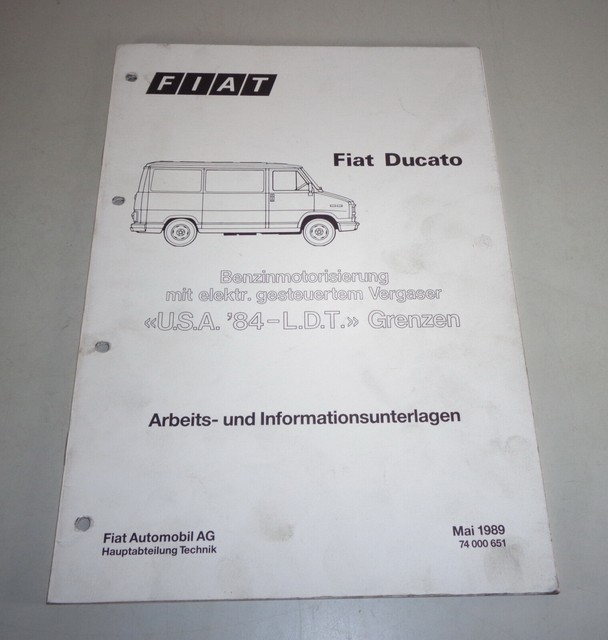 FIAT
Fiat Ducato
Benzinmotorisierung
mit elektr. gesteuertem Vergaser
«U.S.A. '84-L.D.T.» Grenzen
Arbeits- und Informationsunterlagen
Fiat Automobil AG
Hauptabteilung Technik
Mai 1989
74 000 651